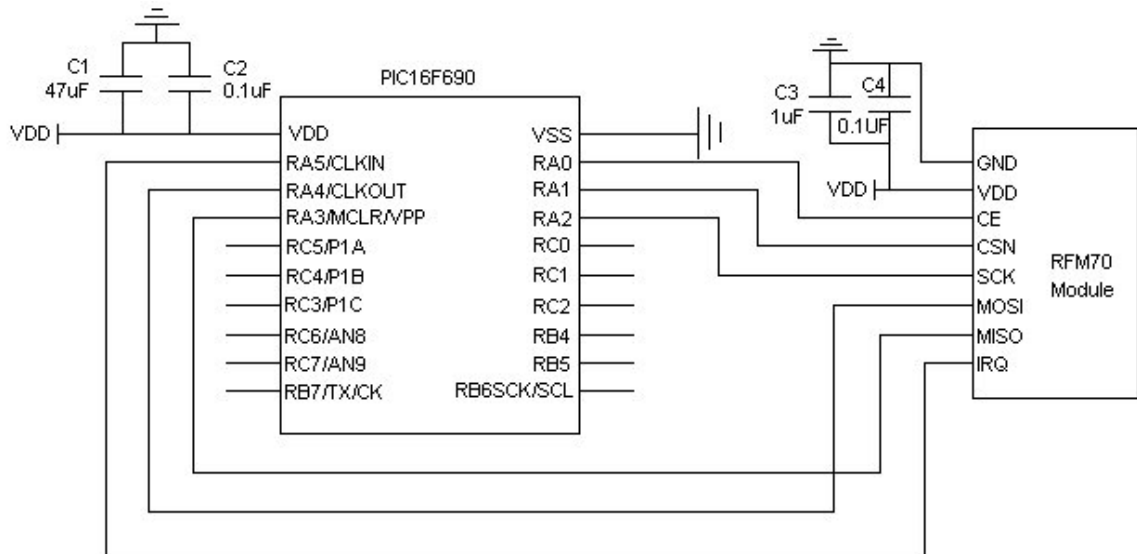 C1
47uF
C2
0.1uF
VDD
PIC16F690
VDD
RA5/CLKIN
RA4/CLKOUT
RA3/MCLR/VPP
RC5/P1A
RC4/P1B
RC3/P1C
RC6/AN8
RC7/AN9
RB7/TX/CK
VSS
RA0
RA1
RA2
RC0
RC1
RC2
RB4
RB5
RB6SCK/SCL
C3
1uF
C4
0.1UF
VDD
GND
VDD
CE
CSN
SCK
MOSI
MISO
IRQ
RFM70
Module